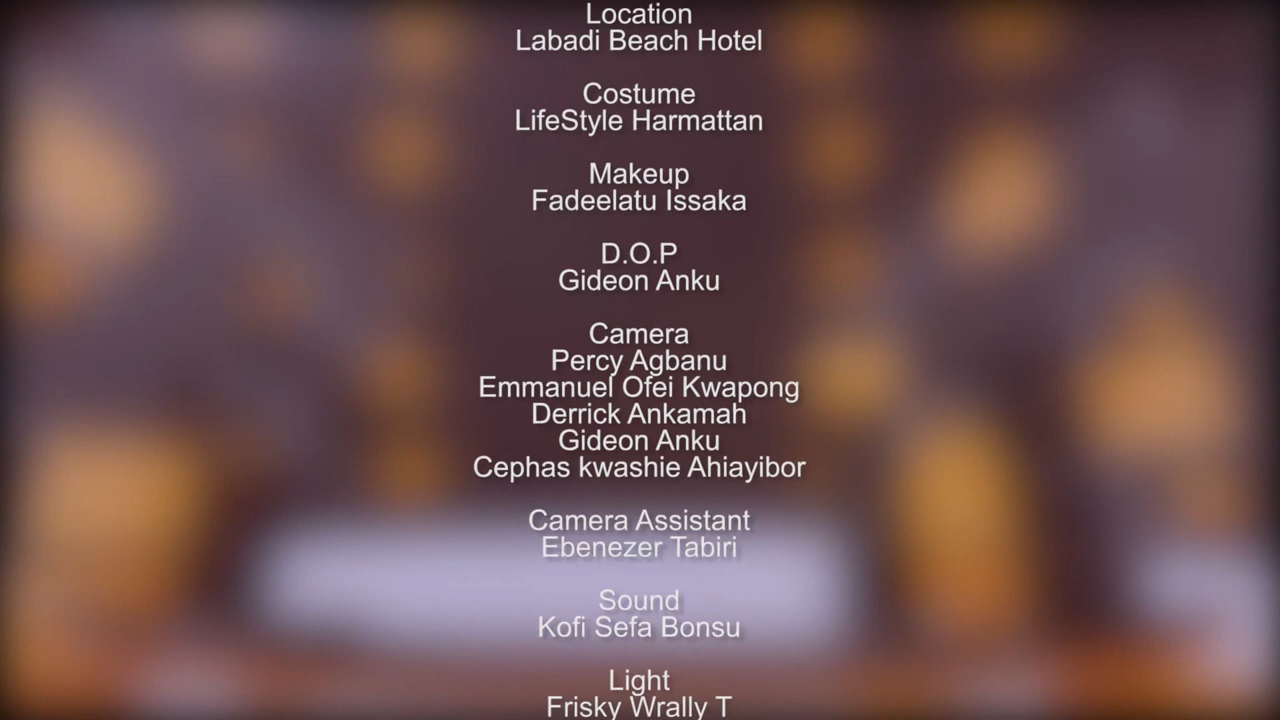 Location
Labadi Beach Hotel
Costume
LifeStyle Harmattan
Makeup
Fadeelatu Issaka
D.O.P
Gideon Anku
Camera
Percy Agbanu
Emmanuel Ofei Kwapong
Derrick Ankamah
Gideon Anku
Cephas kwashie Ahiayibor
Camera Assistant
Ebenezer Tabiri
Sound
Kofi Sefa Bonsu
Light
Frisky Wrally T